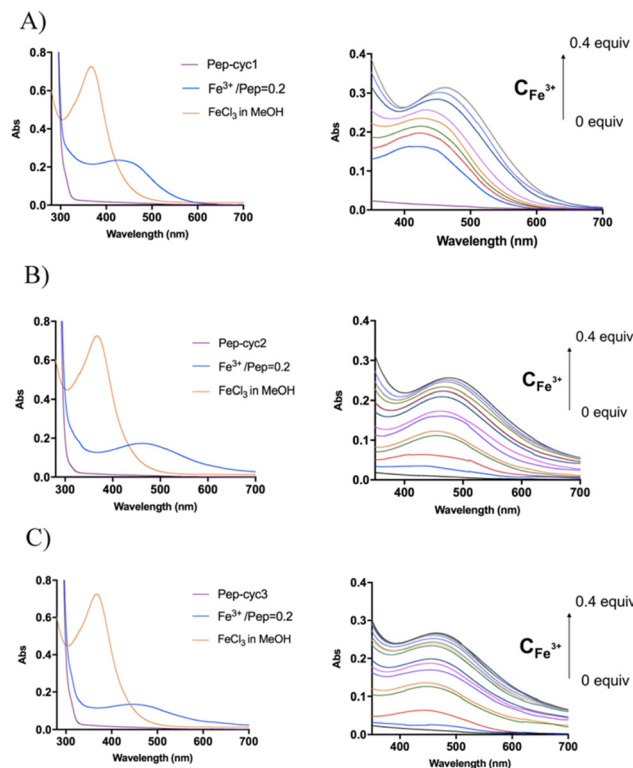 A)
0.8
0.6
0.4
0.2
0.0
Abs
300 400 500 600 700
Wavelength (nm)
Pep-cyc1
Fe³⁺/Pep=0.2
FeCl₃ in MeOH
0.4
0.3
0.2
0.1
0.0
Abs
400 500 600 700
Wavelength (nm)
0.4 equiv
C Fe³⁺
0 equiv
B)
0.8
0.6
0.4
0.2
0.0
Abs
300 400 500 600 700
Wavelength (nm)
Pep-cyc2
Fe³⁺/Pep=0.2
FeCl₃ in MeOH
0.4
0.3
0.2
0.1
0.0
Abs
400 500 600 700
Wavelength (nm)
0.4 equiv
C Fe³⁺
0 equiv
C)
0.8
0.6
0.4
0.2
0.0
Abs
300 400 500 600 700
Wavelength (nm)
Pep-cyc3
Fe³⁺/Pep=0.2
FeCl₃ in MeOH
0.4
0.3
0.2
0.1
0.0
Abs
400 500 600 700
Wavelength (nm)
0.4 equiv
C Fe³⁺
0 equiv